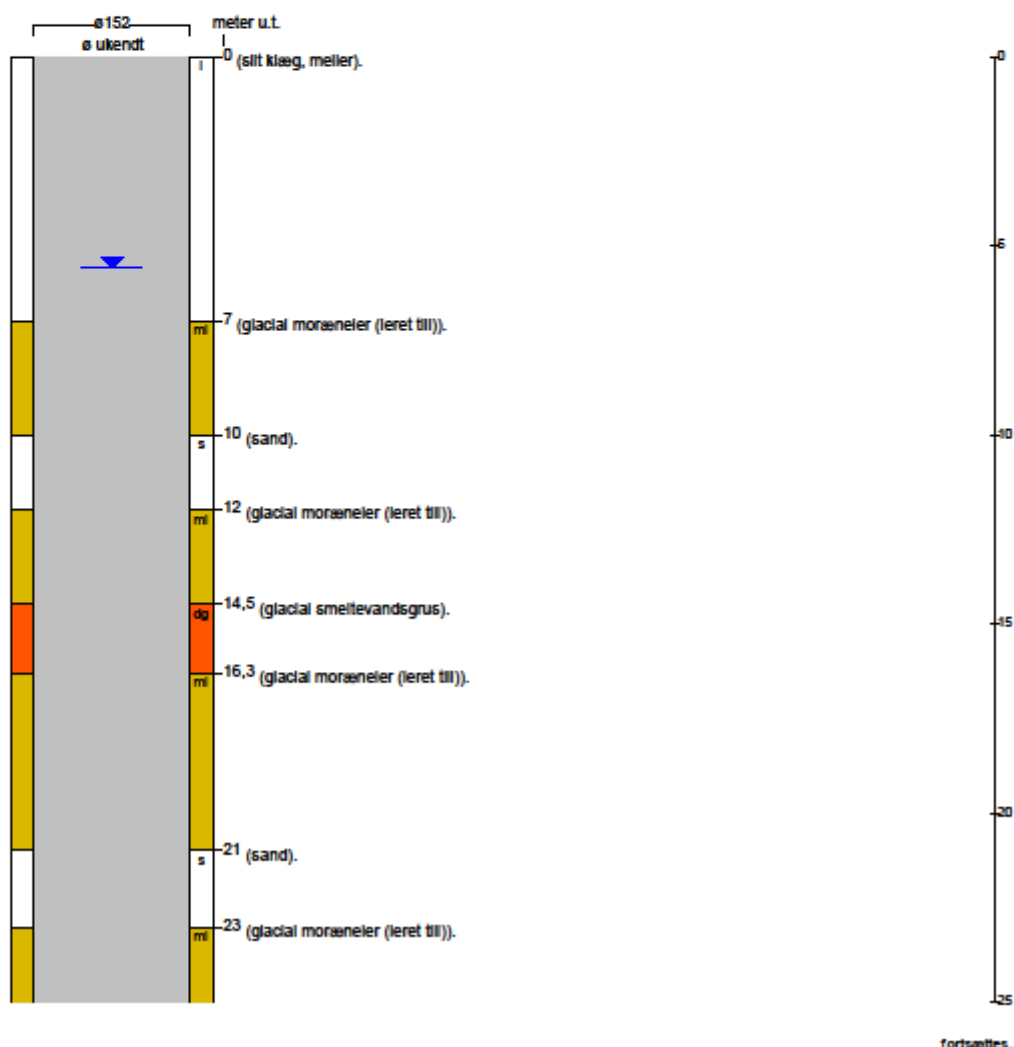 ø152 meter u.t.
ø ukendt
0 (silt klæg, meller). 0
l
5
7 (glacial moræneler (leret till)).
ml
10 (sand). 10
s
12 (glacial moræneler (leret till)).
ml
14,5 (glacial smeltevandsgrus).
dg
15
16,3 (glacial moræneler (leret till)).
ml
20
21 (sand).
s
23 (glacial moræneler (leret till)).
ml
25
fortsættes..